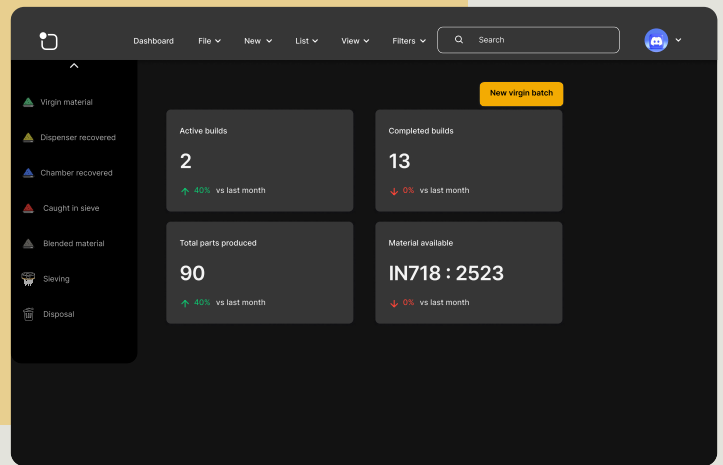 Dashboard File New List View Filters Search
Virgin material
Dispenser recovered
Chamber recovered
Caught in sieve
Blended material
Sieving
Disposal
New virgin batch
Active builds
2
40% vs last month
Completed builds
13
0% vs last month
Total parts produced
90
40% vs last month
Material available
IN718 : 2523
0% vs last month